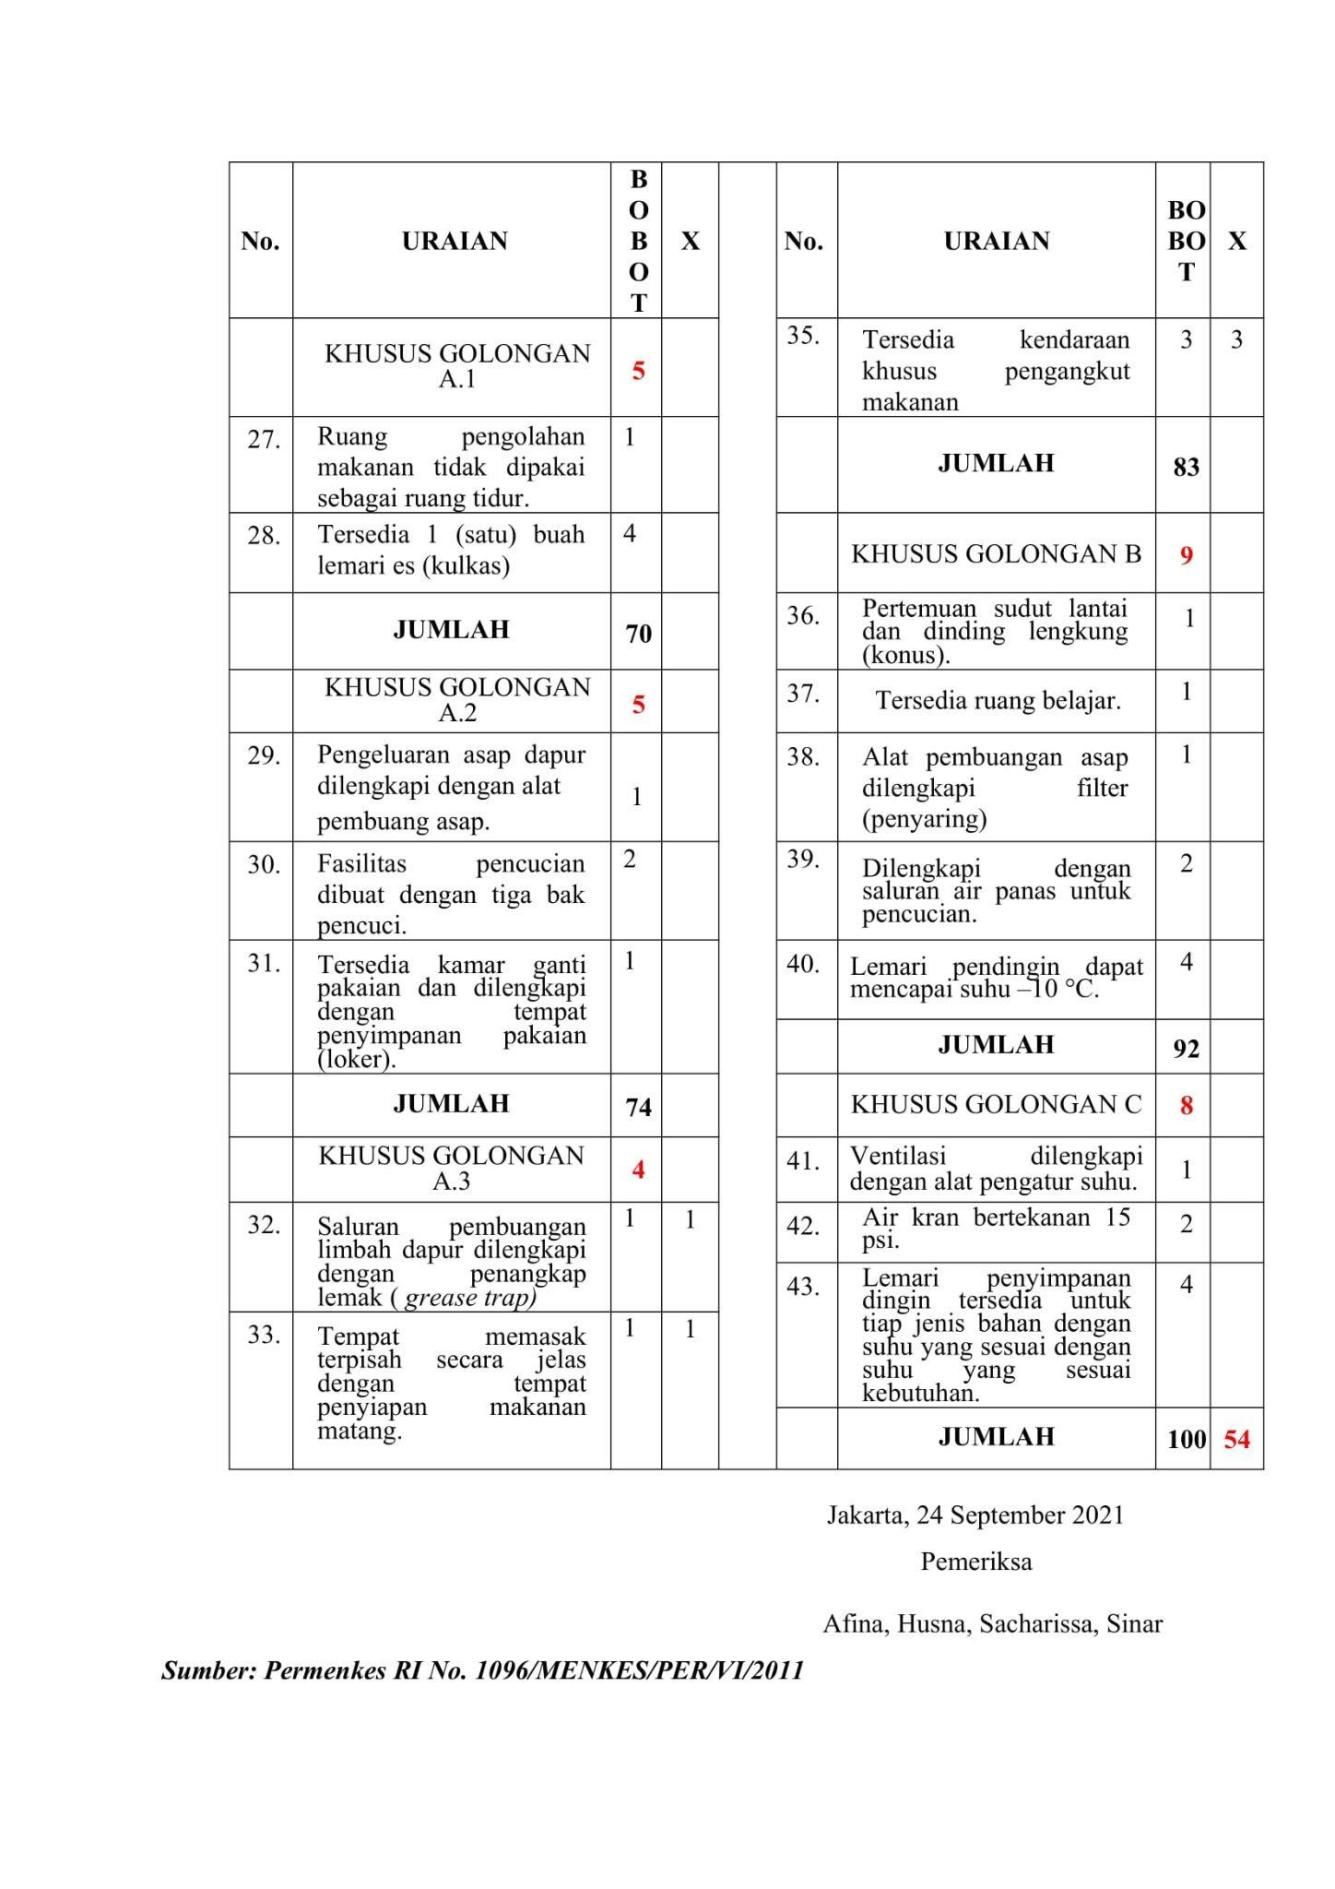 No.
URAIAN
B
O
B
O
T
X
KHUSUS GOLONGAN
A.1
5
27.
Ruang pengolahan
makanan tidak dipakai
sebagai ruang tidur.
1
28.
Tersedia 1 (satu) buah
lemari es (kulkas)
4
JUMLAH
70
KHUSUS GOLONGAN
A.2
5
29.
Pengeluaran asap dapur
dilengkapi dengan alat
pembuang asap.
1
30.
Fasilitas pencucian
dibuat dengan tiga bak
pencuci.
2
31.
Tersedia kamar ganti
pakaian dan dilengkapi
dengan tempat
penyimpanan pakaian
(loker).
1
JUMLAH
74
KHUSUS GOLONGAN
A.3
4
32.
Saluran pembuangan
limbah dapur dilengkapi
dengan penangkap
lemak ( grease trap)
1
1
33.
Tempat memasak
terpisah secara jelas
dengan tempat
penyiapan makanan
matang.
1
1
No.
URAIAN
BO
BO
T
X
35.
Tersedia kendaraan
khusus pengangkut
makanan
3
3
JUMLAH
83
KHUSUS GOLONGAN B
9
36.
Pertemuan sudut lantai
dan dinding lengkung
(konus).
1
37.
Tersedia ruang belajar.
1
38.
Alat pembuangan asap
dilengkapi filter
(penyaring)
1
39.
Dilengkapi dengan
saluran air panas untuk
pencucian.
2
40.
Lemari pendingin dapat
mencapai suhu –10 °C.
4
JUMLAH
92
KHUSUS GOLONGAN C
8
41.
Ventilasi dilengkapi
dengan alat pengatur suhu.
1
42.
Air kran bertekanan 15
psi.
2
43.
Lemari penyimpanan
dingin tersedia untuk
tiap jenis bahan dengan
suhu yang sesuai dengan
suhu yang sesuai
kebutuhan.
4
JUMLAH
100
54
Jakarta, 24 September 2021
Pemeriksa
Afina, Husna, Sacharissa, Sinar
Sumber: Permenkes RI No. 1096/MENKES/PER/VI/2011